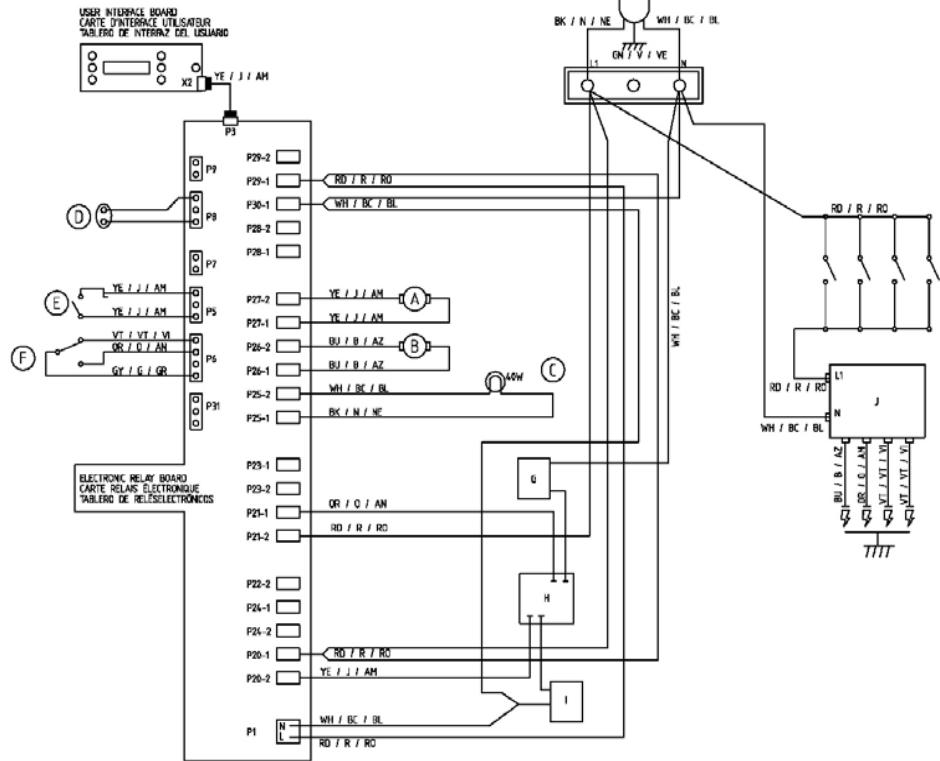 USER INTERFACE BOARD
CARTE D'INTERFACE UTILISATEUR
TABLERO DE INTERFAZ DEL USUARIO
X2
YE / J / AM
P3
BK / N / NE
WH / BC / BL
GN / V / VE
L1
N
P9
P8
P7
P5
P6
P31
D
E
YE / J / AM
YE / J / AM
F
VT / VT / VI
OR / O / AN
GY / G / GR
P29-2
P29-1
RD / R / RO
P30-1
WH / BC / BL
P28-2
P28-1
P27-2
YE / J / AM
A
P27-1
YE / J / AM
P26-2
BU / B / AZ
B
P26-1
BU / B / AZ
P25-2
WH / BC / BL
40W
C
P25-1
BK / N / NE
P23-1
P23-2
P21-1
OR / O / AN
P21-2
RD / R / RO
P22-2
P24-1
P24-2
P20-1
RD / R / RO
P20-2
YE / J / AM
P1
N
L
WH / BC / BL
RD / R / RO
ELECTRONIC RELAY BOARD
CARTE RELAIS ÉLECTRONIQUE
TABLERO DE RELÉSELECTRÓNICOS
WH / BC / BL
G
H
I
RD / R / RO
RD / R / RO
WH / BC / BL
L1
N
J
BU / B / AZ
OR / O / AM
VT / VT / VI
VT / VT / VI